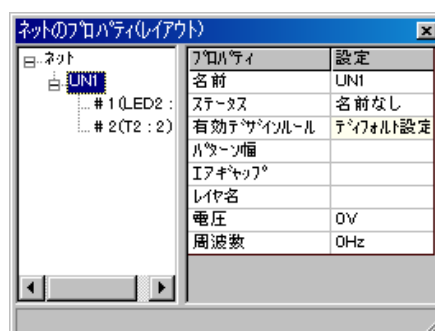 ネットのプロパティ(レイアウト)
ネット
UN1
# 1(LED2 :
# 2(T2 : 2)
プロパティ 設定
名前 UN1
ステータス 名前なし
有効デザインルール ディフォルト設定
パターン幅
エアギャップ
レイヤ名
電圧 0V
周波数 0Hz